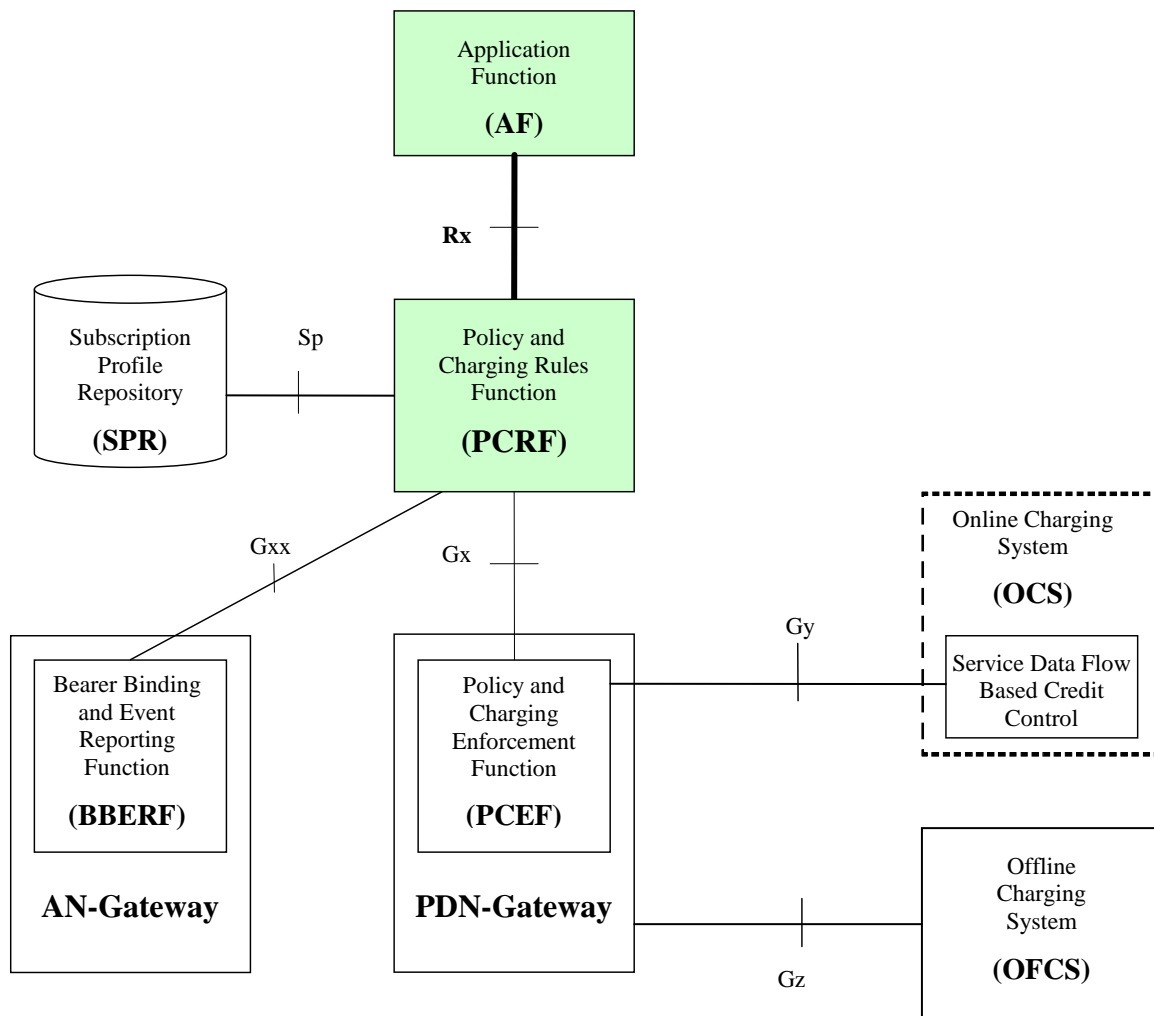 Application
Function
(AF)
Rx
Subscription
Profile
Repository
(SPR)
Sp
Policy and
Charging Rules
Function
(PCRF)
Gxx
Gx
Online Charging
System
(OCS)
Service Data Flow
Based Credit
Control
Gy
Bearer Binding
and Event
Reporting
Function
(BBERF)
AN-Gateway
Policy and
Charging
Enforcement
Function
(PCEF)
PDN-Gateway
Offline
Charging
System
(OFCS)
Gz